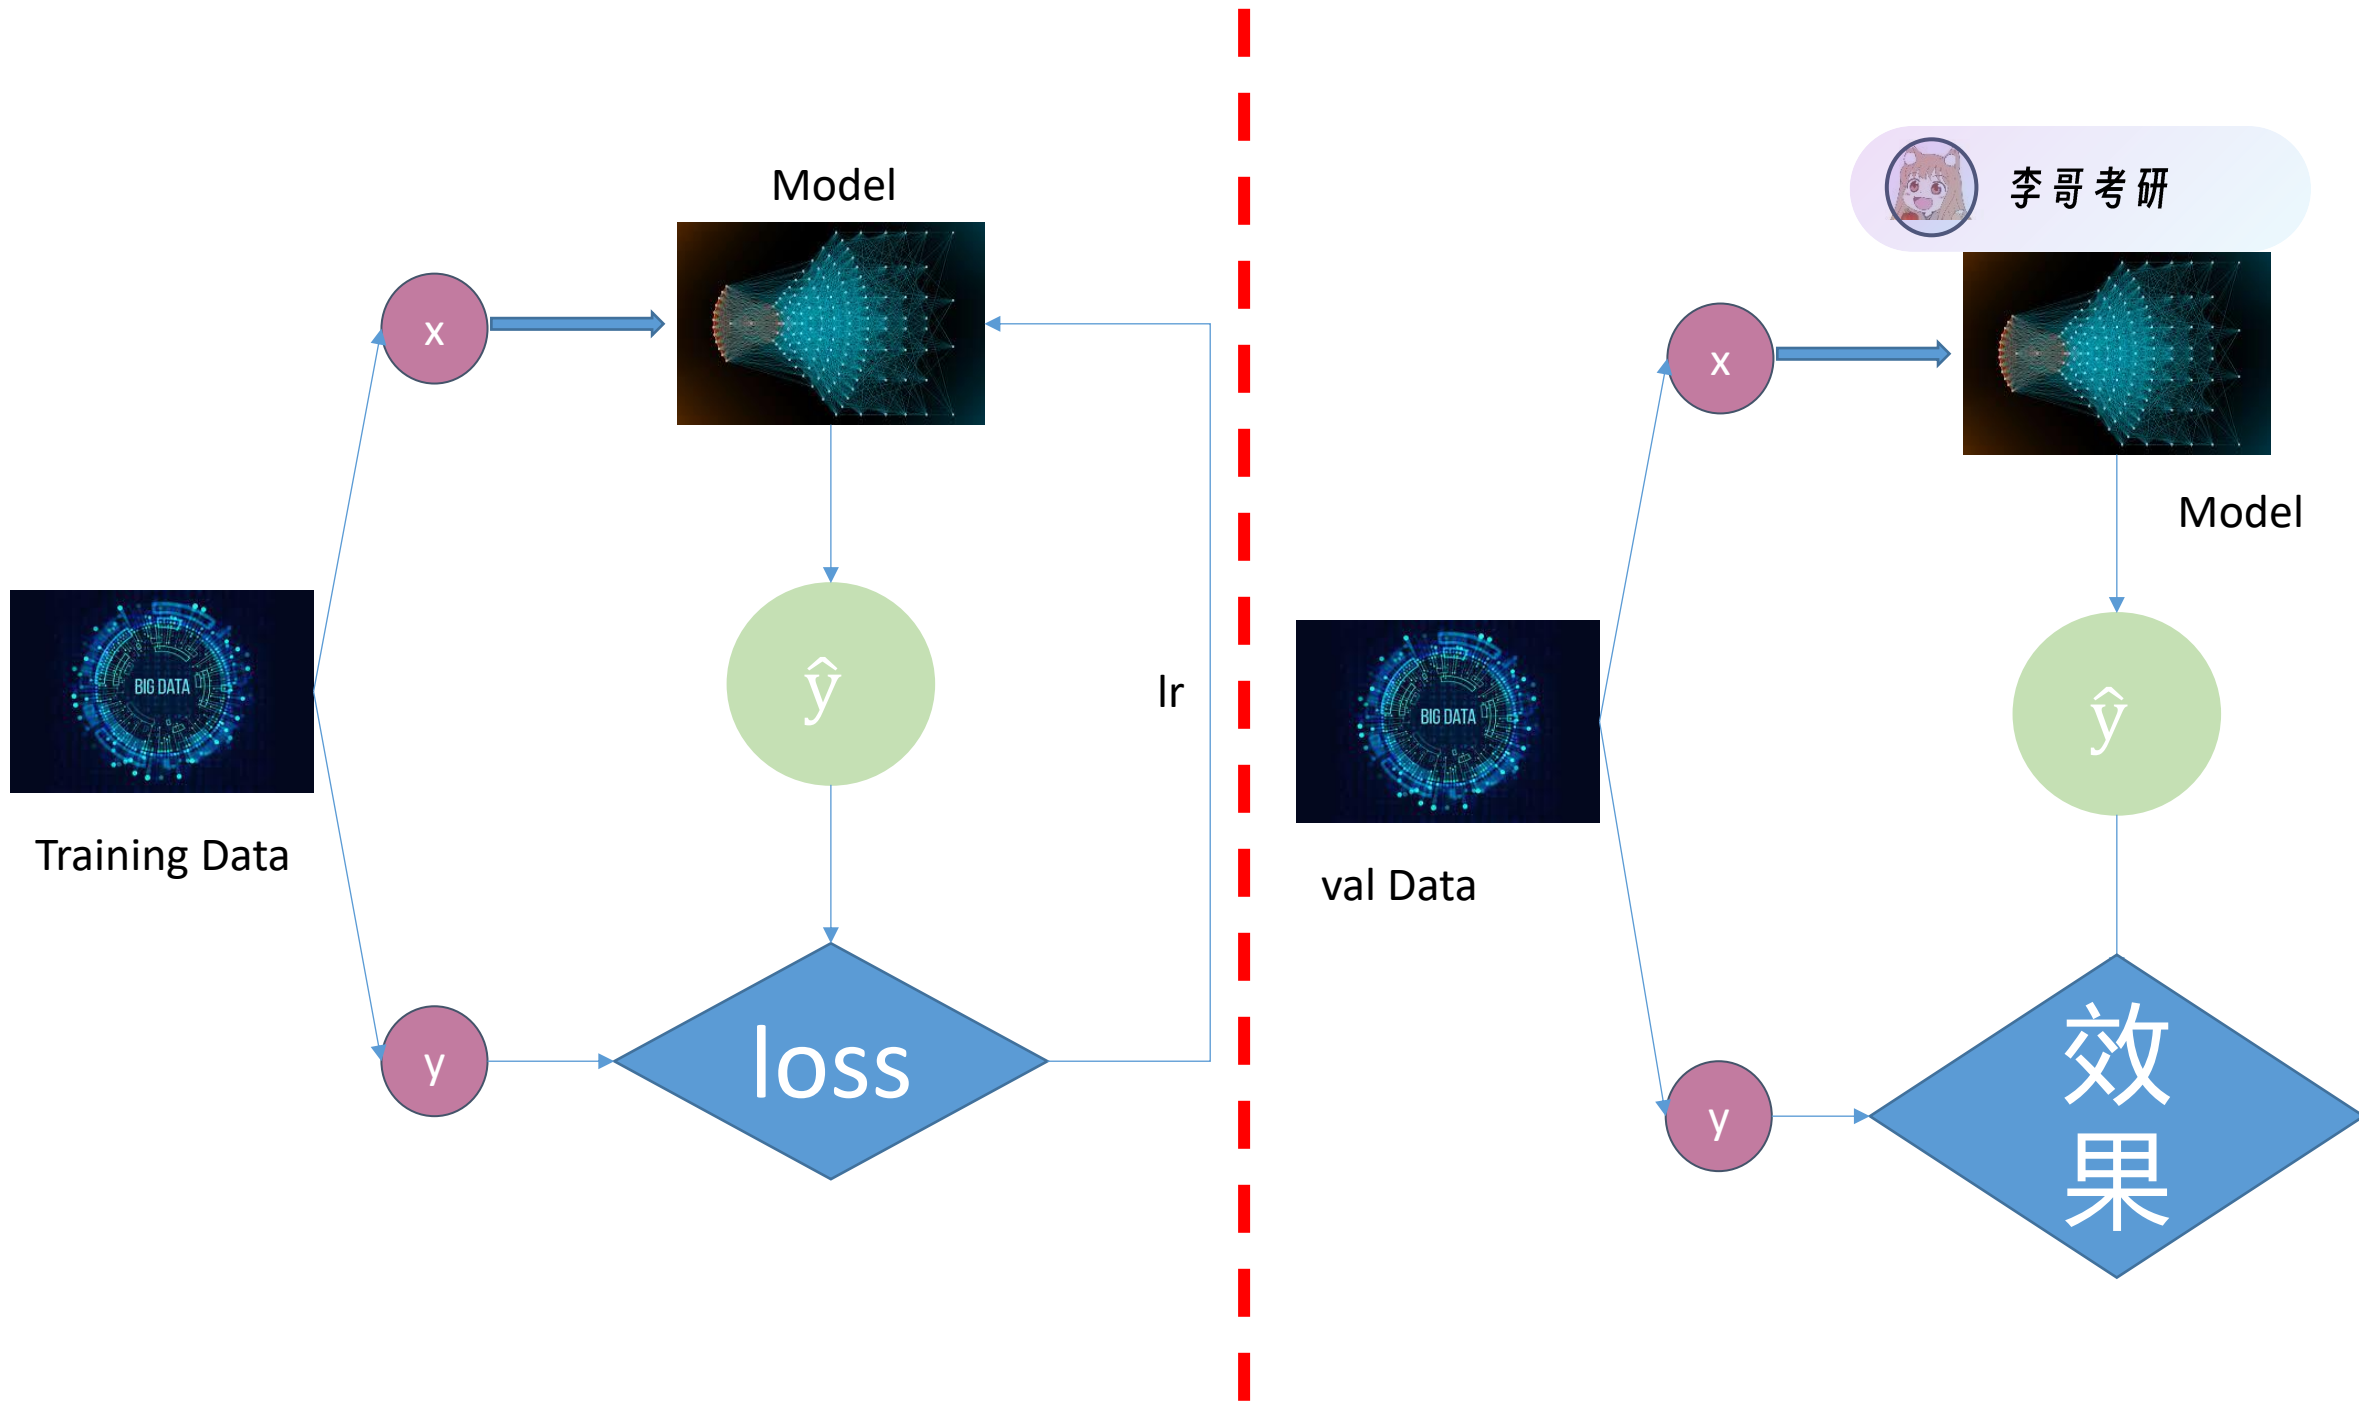 Model
x
BIG DATA
Training Data
ŷ
lr
y
loss
李哥考研
x
Model
BIG DATA
val Data
ŷ
y
效
果